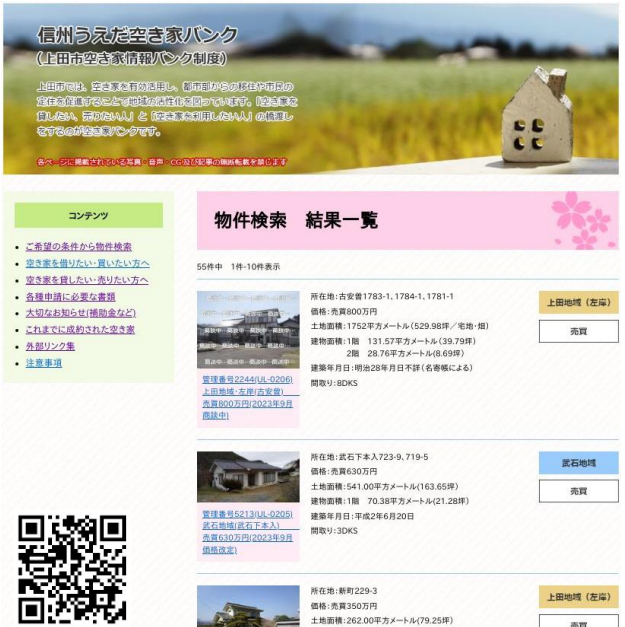 信州うえだ空き家バンク
(上田市空き家情報バンク制度)
上田市では、空き家を有効活用し、都市部からの移住や市民の
定住を促進することで地域の活性化を図っています。「空き家を
貸したい、売りたい人」と「空き家を利用したい人」の橋渡し
をするのが空き家バンクです。
各ページに掲載されている写真・音声・CG及び記事の無断転載を禁じます
コンテンツ
ご希望の条件から物件検索
空き家を借りたい・買いたい方へ
空き家を貸したい・売りたい方へ
各種申請に必要な書類
大切なお知らせ(補助金など)
これまでに成約された空き家
外部リンク集
注意事項
物件検索 結果一覧
55件中 1件-10件表示
商談中 商談中 商談中 商談中
管理番号2244(UL-0206)
上田地域・左岸(古安曽)
売買800万円(2023年9月
商談中)
所在地:古安曽1783-1、1784-1、1781-1
価格:売買800万円
土地面積:1752平方メートル(529.98坪/宅地・畑)
建物面積:1階 131.57平方メートル(39.79坪)
2階 28.76平方メートル(8.69坪)
建築年月日:明治28年月日不詳(名寄帳による)
間取り:8DKS
上田地域(左岸)
売買
管理番号5213(UL-0205)
武石地域(武石下本入)
売買630万円(2023年9月
価格改定)
所在地:武石下本入723-9、719-5
価格:売買630万円
土地面積:541.00平方メートル(163.65坪)
建物面積:1階 70.38平方メートル(21.28坪)
建築年月日:平成2年6月20日
間取り:3DKS
武石地域
売買
所在地:新町229-3
価格:売買350万円
土地面積:262.00平方メートル(79.25坪)
上田地域(左岸)
売買